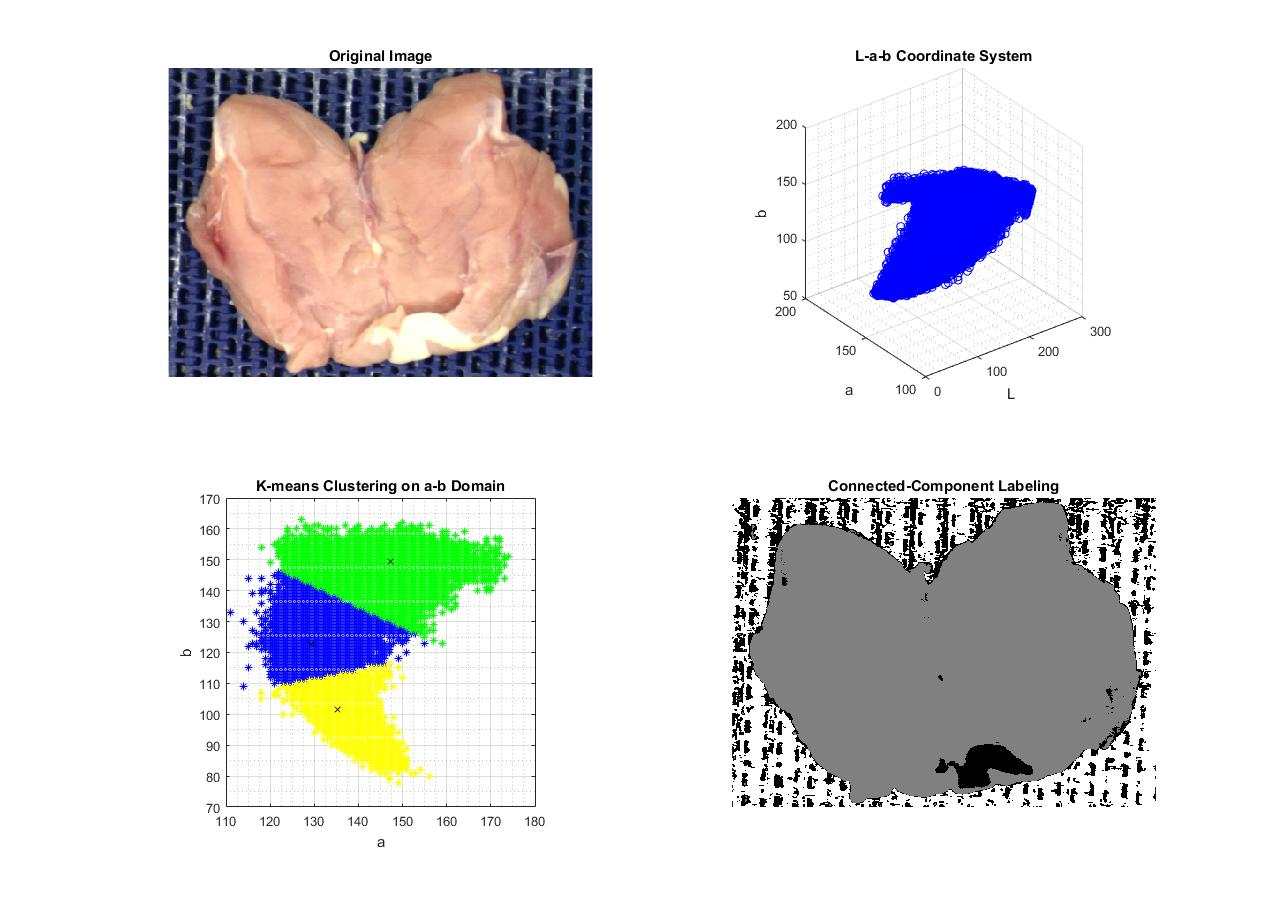 Original Image
L-a-b Coordinate System
200
150
100
50
b
200
150
100
a
0
100
200
300
L
K-means Clustering on a-b Domain
170
160
150
140
130
120
110
100
90
80
70
b
110 120 130 140 150 160 170 180
a
Connected-Component Labeling